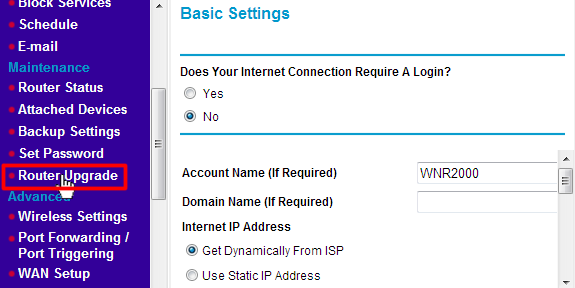 Block Services
Schedule
E-mail
Maintenance
Router Status
Attached Devices
Backup Settings
Set Password
Router Upgrade
Advanced
Wireless Settings
Port Forwarding /
Port Triggering
WAN Setup
Basic Settings
Does Your Internet Connection Require A Login?
Yes
No
Account Name (If Required)
WNR2000
Domain Name (If Required)
Internet IP Address
Get Dynamically From ISP
Use Static IP Address